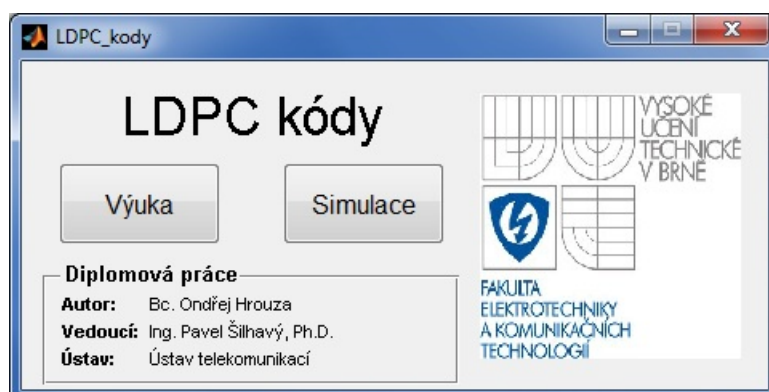 LDPC_kody
LDPC kódy
Výuka
Simulace
Diplomová práce
Autor: Bc. Ondřej Hrouza
Vedoucí: Ing. Pavel Šilhavý, Ph.D.
Ústav: Ústav telekomunikací
VYSOKÉ
UČENÍ
TECHNICKÉ
V BRNĚ
FAKULTA
ELEKTROTECHNIKY
A KOMUNIKAČNÍCH
TECHNOLOGIÍ